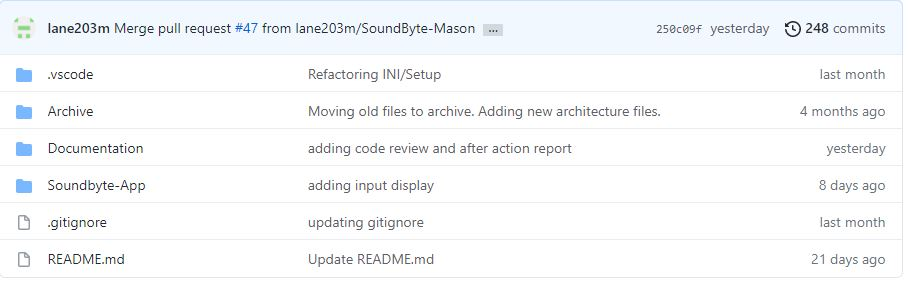 lane203m Merge pull request #47 from lane203m/SoundByte-Mason ... 250c09f yesterday 248 commits
.vscode Refactoring INI/Setup last month
Archive Moving old files to archive. Adding new architecture files. 4 months ago
Documentation adding code review and after action report yesterday
Soundbyte-App adding input display 8 days ago
.gitignore updating gitignore last month
README.md Update README.md 21 days ago